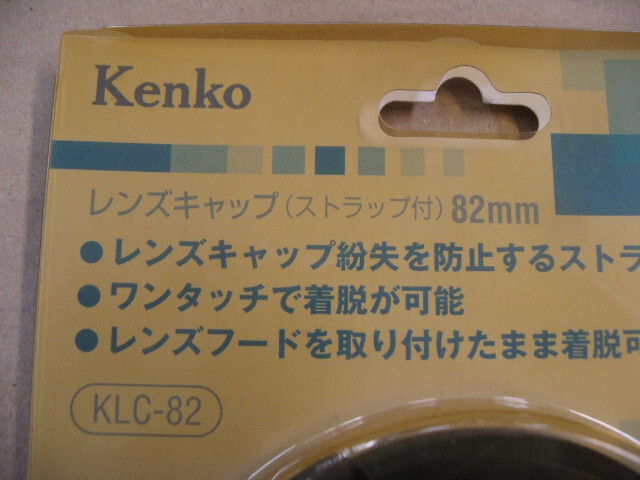 Kenko
レンズキャップ(ストラップ付) 82mm
●レンズキャップ紛失を防止するストラ
●ワンタッチで着脱が可能
●レンズフードを取り付けたまま着脱可
KLC-82